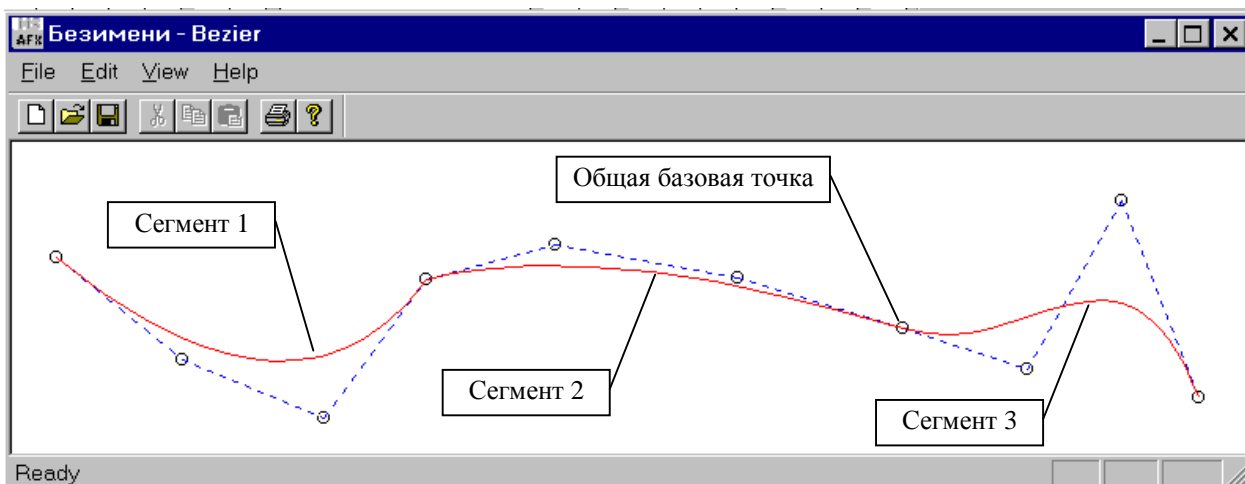 Безимени - Bezier
File Edit View Help
Общая базовая точка
Сегмент 1
Сегмент 2
Сегмент 3
Ready